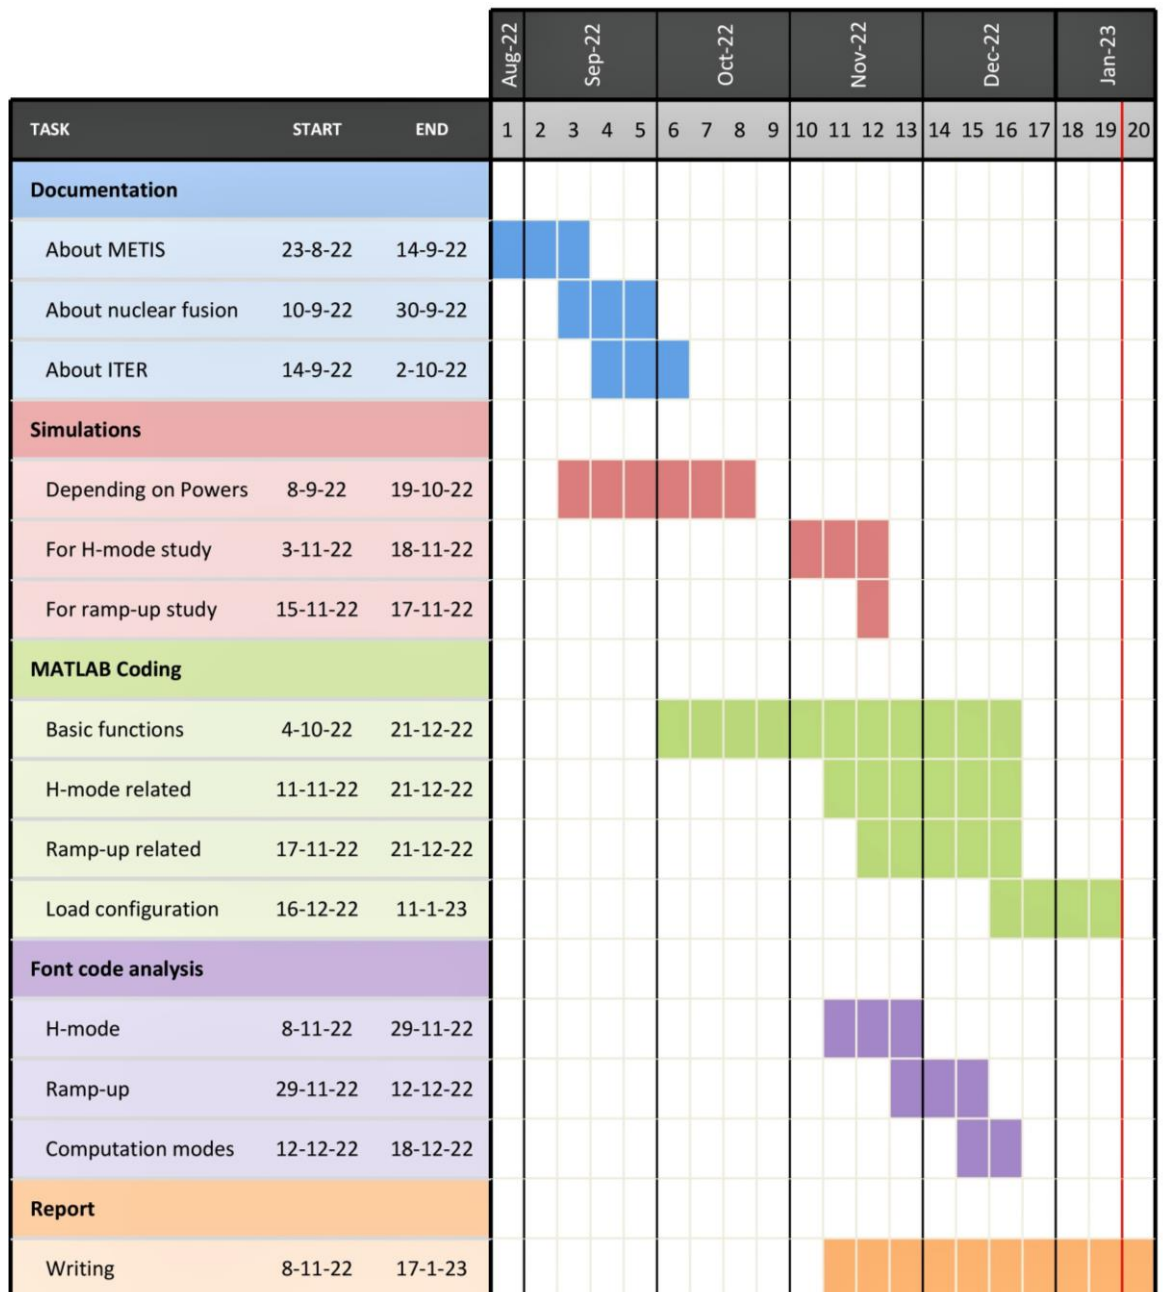 Aug-22 Sep-22 Oct-22 Nov-22 Dec-22 Jan-23
TASK START END 1 2 3 4 5 6 7 8 9 10 11 12 13 14 15 16 17 18 19 20
Documentation
About METIS 23-8-22 14-9-22
About nuclear fusion 10-9-22 30-9-22
About ITER 14-9-22 2-10-22
Simulations
Depending on Powers 8-9-22 19-10-22
For H-mode study 3-11-22 18-11-22
For ramp-up study 15-11-22 17-11-22
MATLAB Coding
Basic functions 4-10-22 21-12-22
H-mode related 11-11-22 21-12-22
Ramp-up related 17-11-22 21-12-22
Load configuration 16-12-22 11-1-23
Font code analysis
H-mode 8-11-22 29-11-22
Ramp-up 29-11-22 12-12-22
Computation modes 12-12-22 18-12-22
Report
Writing 8-11-22 17-1-23